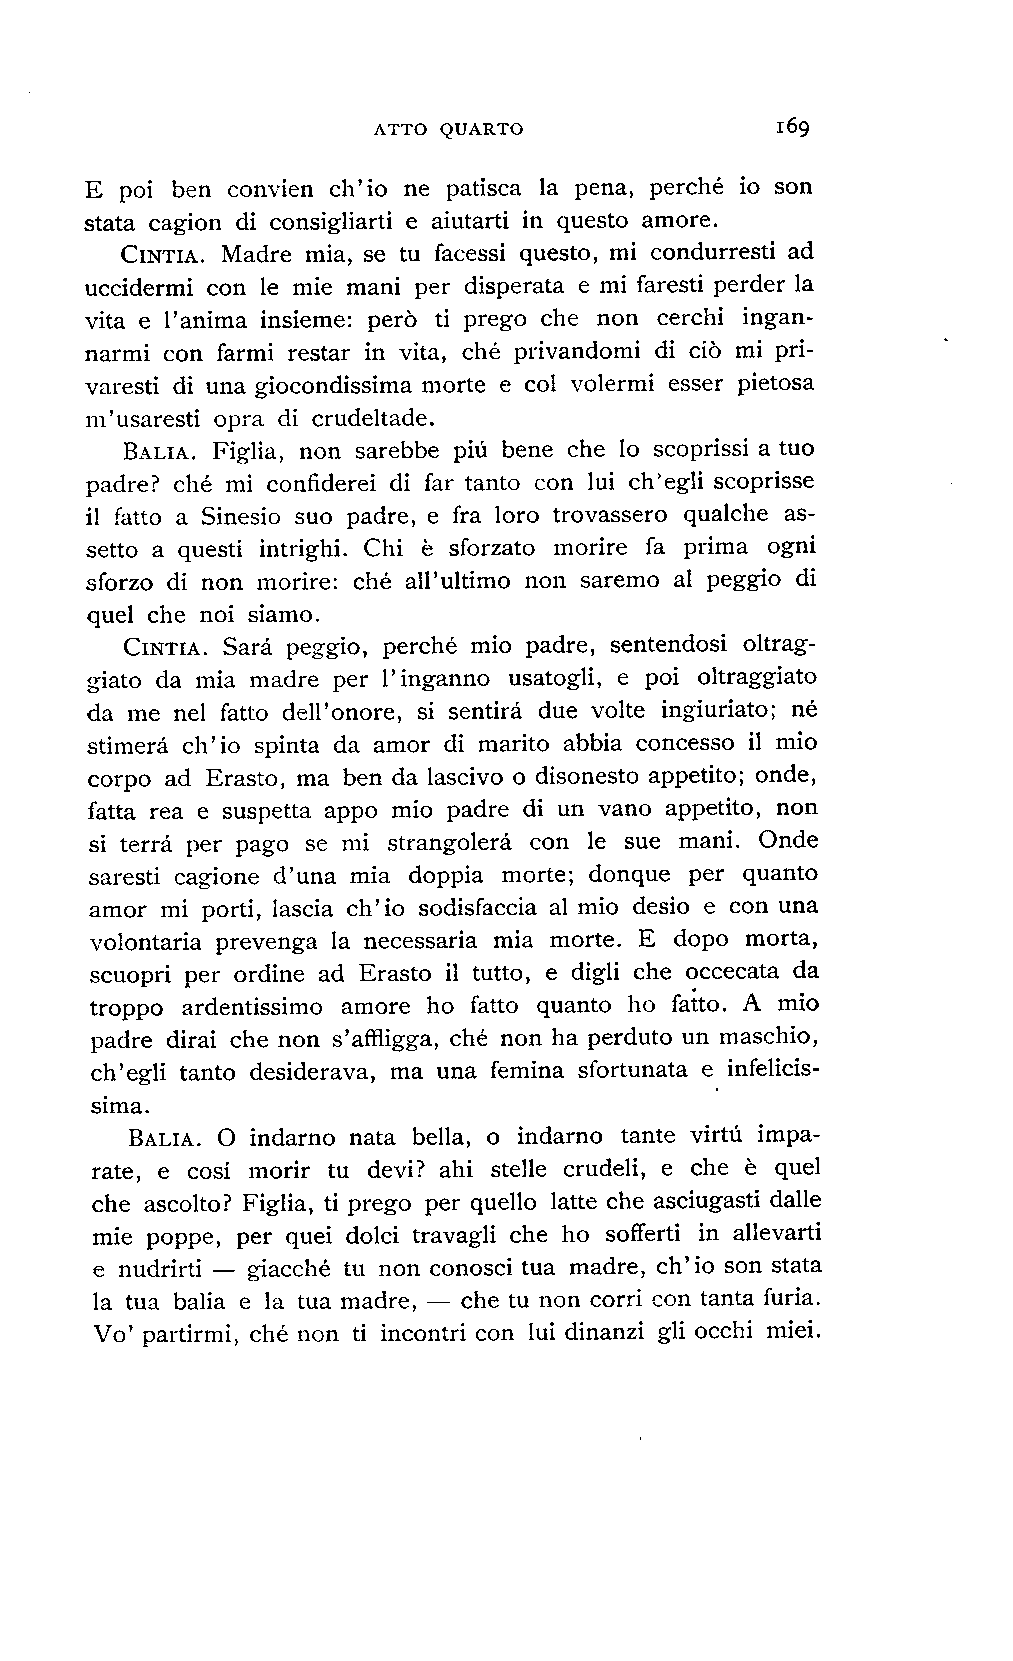 ATTO QUARTO 169
E poi ben convien ch'io ne patisca la pena, perché io son
stata cagion di consigliarti e aiutarti in questo amore.
CINTIA. Madre mia, se tu facessi questo, mi condurresti ad
uccidermi con le mie mani per disperata e mi faresti perder la
vita e l'anima insieme: però ti prego che non cerchi ingan-
narmi con farmi restar in vita, ché privandomi di ciò mi pri-
varesti di una giocondissima morte e col volermi esser pietosa
m'usaresti opra di crudeltade.
BALIA. Figlia, non sarebbe piú bene che lo scoprissi a tuo
padre? ché mi confiderei di far tanto con lui ch'egli scoprisse
il fatto a Sinesio suo padre, e fra loro trovassero qualche as-
setto a questi intrighi. Chi è sforzato morire fa prima ogni
sforzo di non morire: ché all'ultimo non saremo al peggio di
quel che noi siamo.
CINTIA. Sará peggio, perché mio padre, sentendosi oltrag-
giato da mia madre per l'inganno usatogli, e poi oltraggiato
da me nel fatto dell'onore, si sentirá due volte ingiuriato; né
stimerá ch'io spinta da amor di marito abbia concesso il mio
corpo ad Erasto, ma ben da lascivo o disonesto appetito; onde,
fatta rea e suspetta appo mio padre di un vano appetito, non
si terrá per pago se mi strangolerá con le sue mani. Onde
saresti cagione d'una mia doppia morte; donque per quanto
amor mi porti, lascia ch'io sodisfaccia al mio desio e con una
volontaria prevenga la necessaria mia morte. E dopo morta,
scuopri per ordine ad Erasto il tutto, e digli che occecata da
troppo ardentissimo amore ho fatto quanto ho fatto. A mio
padre dirai che non s'affligga, ché non ha perduto un maschio,
ch'egli tanto desiderava, ma una femina sfortunata e infelicis-
sima.
BALIA. O indarno nata bella, o indarno tante virtú impa-
rate, e cosí morir tu devi? ahi stelle crudeli, e che è quel
che ascolto? Figlia, ti prego per quello latte che asciugasti dalle
mie poppe, per quei dolci travagli che ho sofferti in allevarti
e nudrirti — giacché tu non conosci tua madre, ch'io son stata
la tua balia e la tua madre, — che tu non corri con tanta furia.
Vo' partirmi, ché non ti incontri con lui dinanzi gli occhi miei.